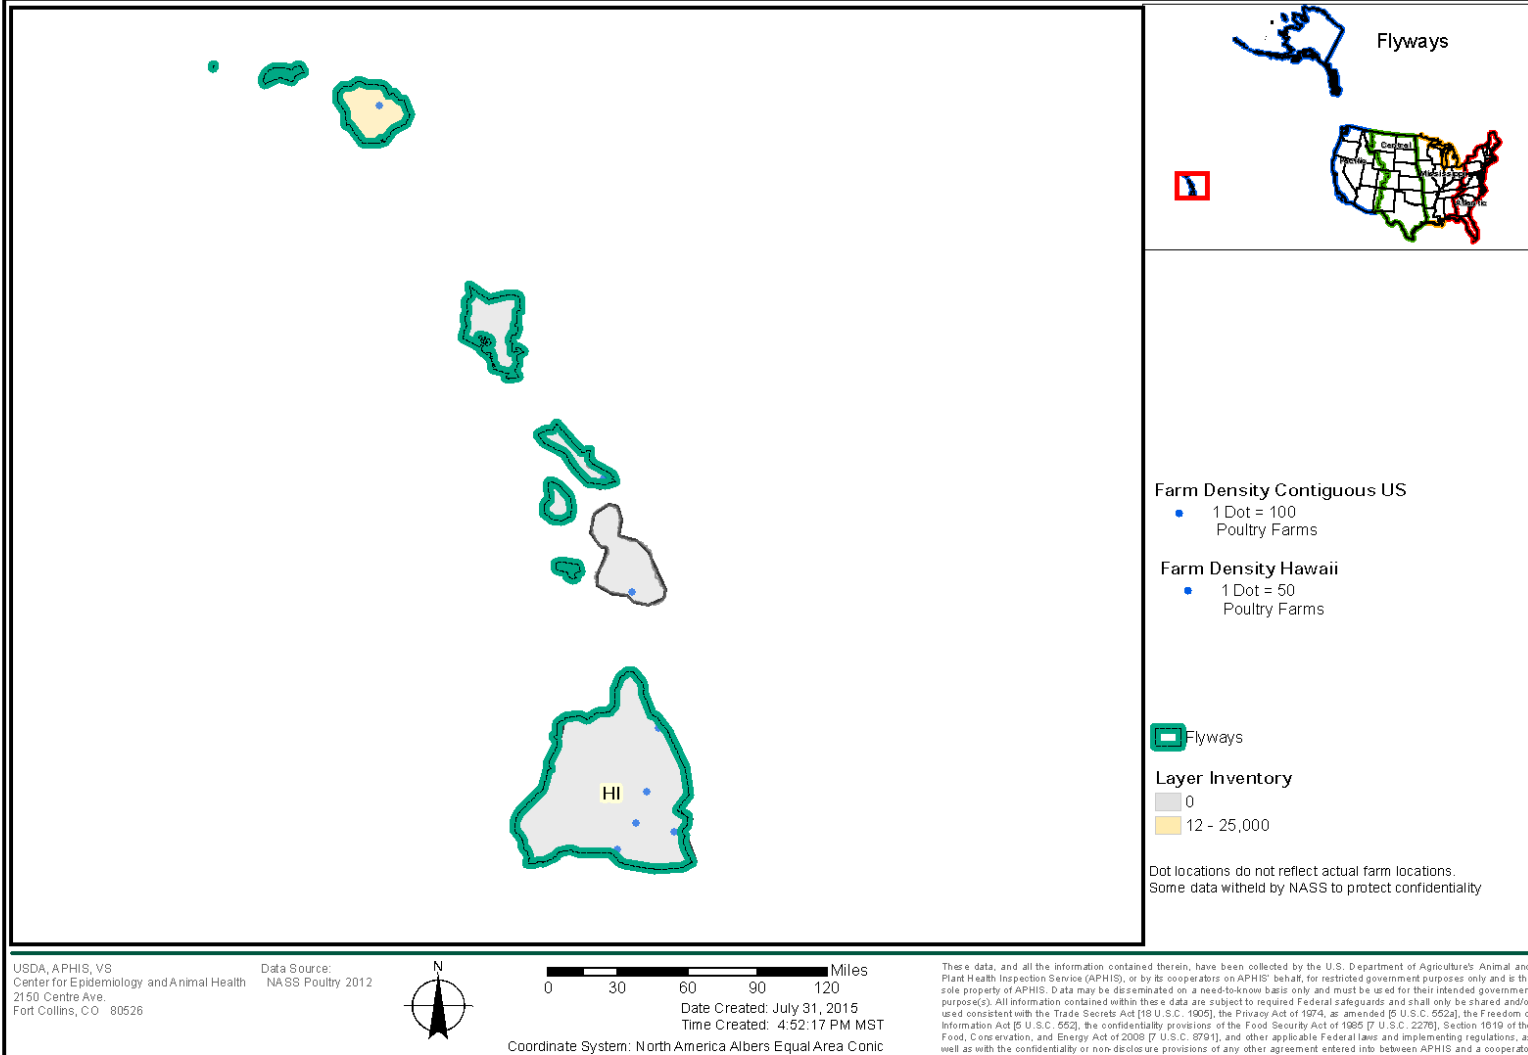 Flyways
Central
Pacific
Mississippi
Atlantic
Farm Density Contiguous US
1 Dot = 100
Poultry Farms
Farm Density Hawaii
1 Dot = 50
Poultry Farms
HI
Flyways
Layer Inventory
0
12 - 25,000
Dot locations do not reflect actual farm locations.
Some data witheld by NASS to protect confidentiality
USDA, APHIS, VS
Center for Epidemiology and Animal Health
2150 Centre Ave.
Fort Collins, CO 80526
Data Source:
NASS Poultry 2012
N
Miles
0 30 60 90 120
Date Created: July 31, 2015
Time Created: 4:52:17 PM MST
Coordinate System: North America Albers Equal Area Conic
These data, and all the information contained therein, have been collected by the U.S. Department of Agriculture's Animal and
Plant Health Inspection Service (APHIS), or by its cooperators on APHIS' behalf, for restricted government purposes only and is th
sole property of APHIS. Data may be disseminated on a need-to-know basis only and must be used for their intended governmen
purpose(s). All information contained within these data are subject to required Federal safeguards and shall only be shared and/o
used consistent with the Trade Secrets Act [18 U.S.C. 1905], the Privacy Act of 1974, as amended [5 U.S.C. 552a], the Freedom o
Information Act [5 U.S.C. 552], the confidentiality provisions of the Food Security Act of 1985 [7 U.S.C. 2276], Section 1619 of the
Food, Conservation, and Energy Act of 2008 [7 U.S.C. 8791], and other applicable Federal laws and implementing regulations, a
well as with the confidentiality or non-disclosure provisions of any other agreement entered into between APHIS and a cooperato